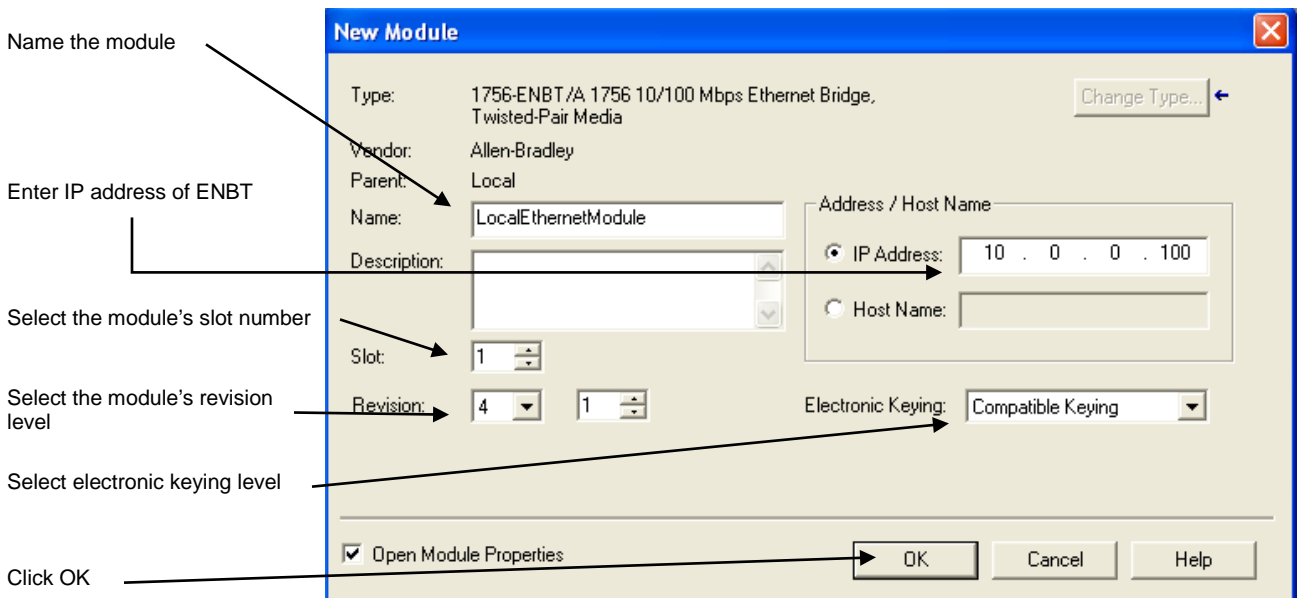 Name the module
Enter IP address of ENBT
Select the module's slot number
Select the module's revision
level
Select electronic keying level
Click OK
New Module
Type: 1756-ENBT/A 1756 10/100 Mbps Ethernet Bridge,
Twisted-Pair Media
Change Type...
Vendor: Allen-Bradley
Parent: Local
Name: LocalEthernetModule
Description:
Address / Host Name
IP Address: 10 . 0 . 0 . 100
Host Name:
Slot: 1
Revision: 4 1
Electronic Keying: Compatible Keying
Open Module Properties
OK Cancel Help